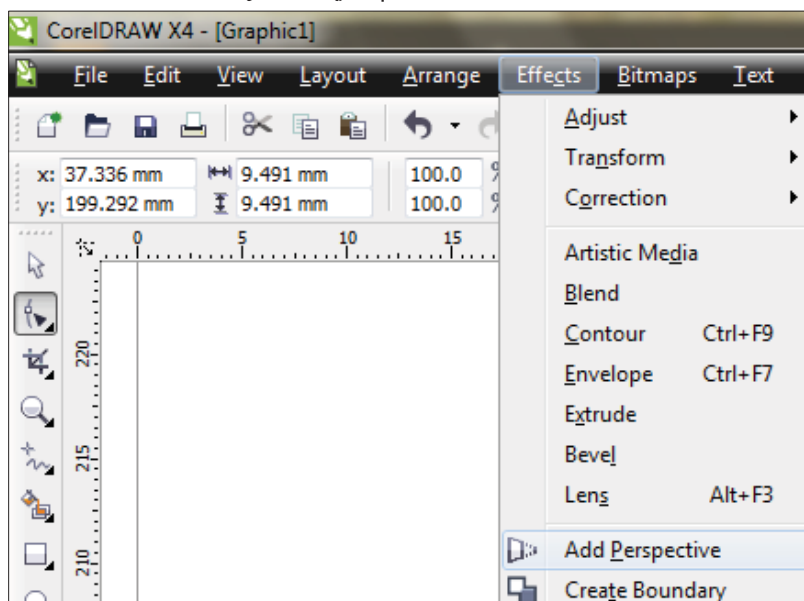 CorelDRAW X4 - [Graphic1]
File Edit View Layout Arrange Effects Bitmaps Text
x: 37.336 mm 9.491 mm 100.0
y: 199.292 mm 9.491 mm 100.0
0 5 10 15
220
215
210
Adjust
Transform
Correction
Artistic Media
Blend
Contour Ctrl+F9
Envelope Ctrl+F7
Extrude
Bevel
Lens Alt+F3
Add Perspective
Create Boundary